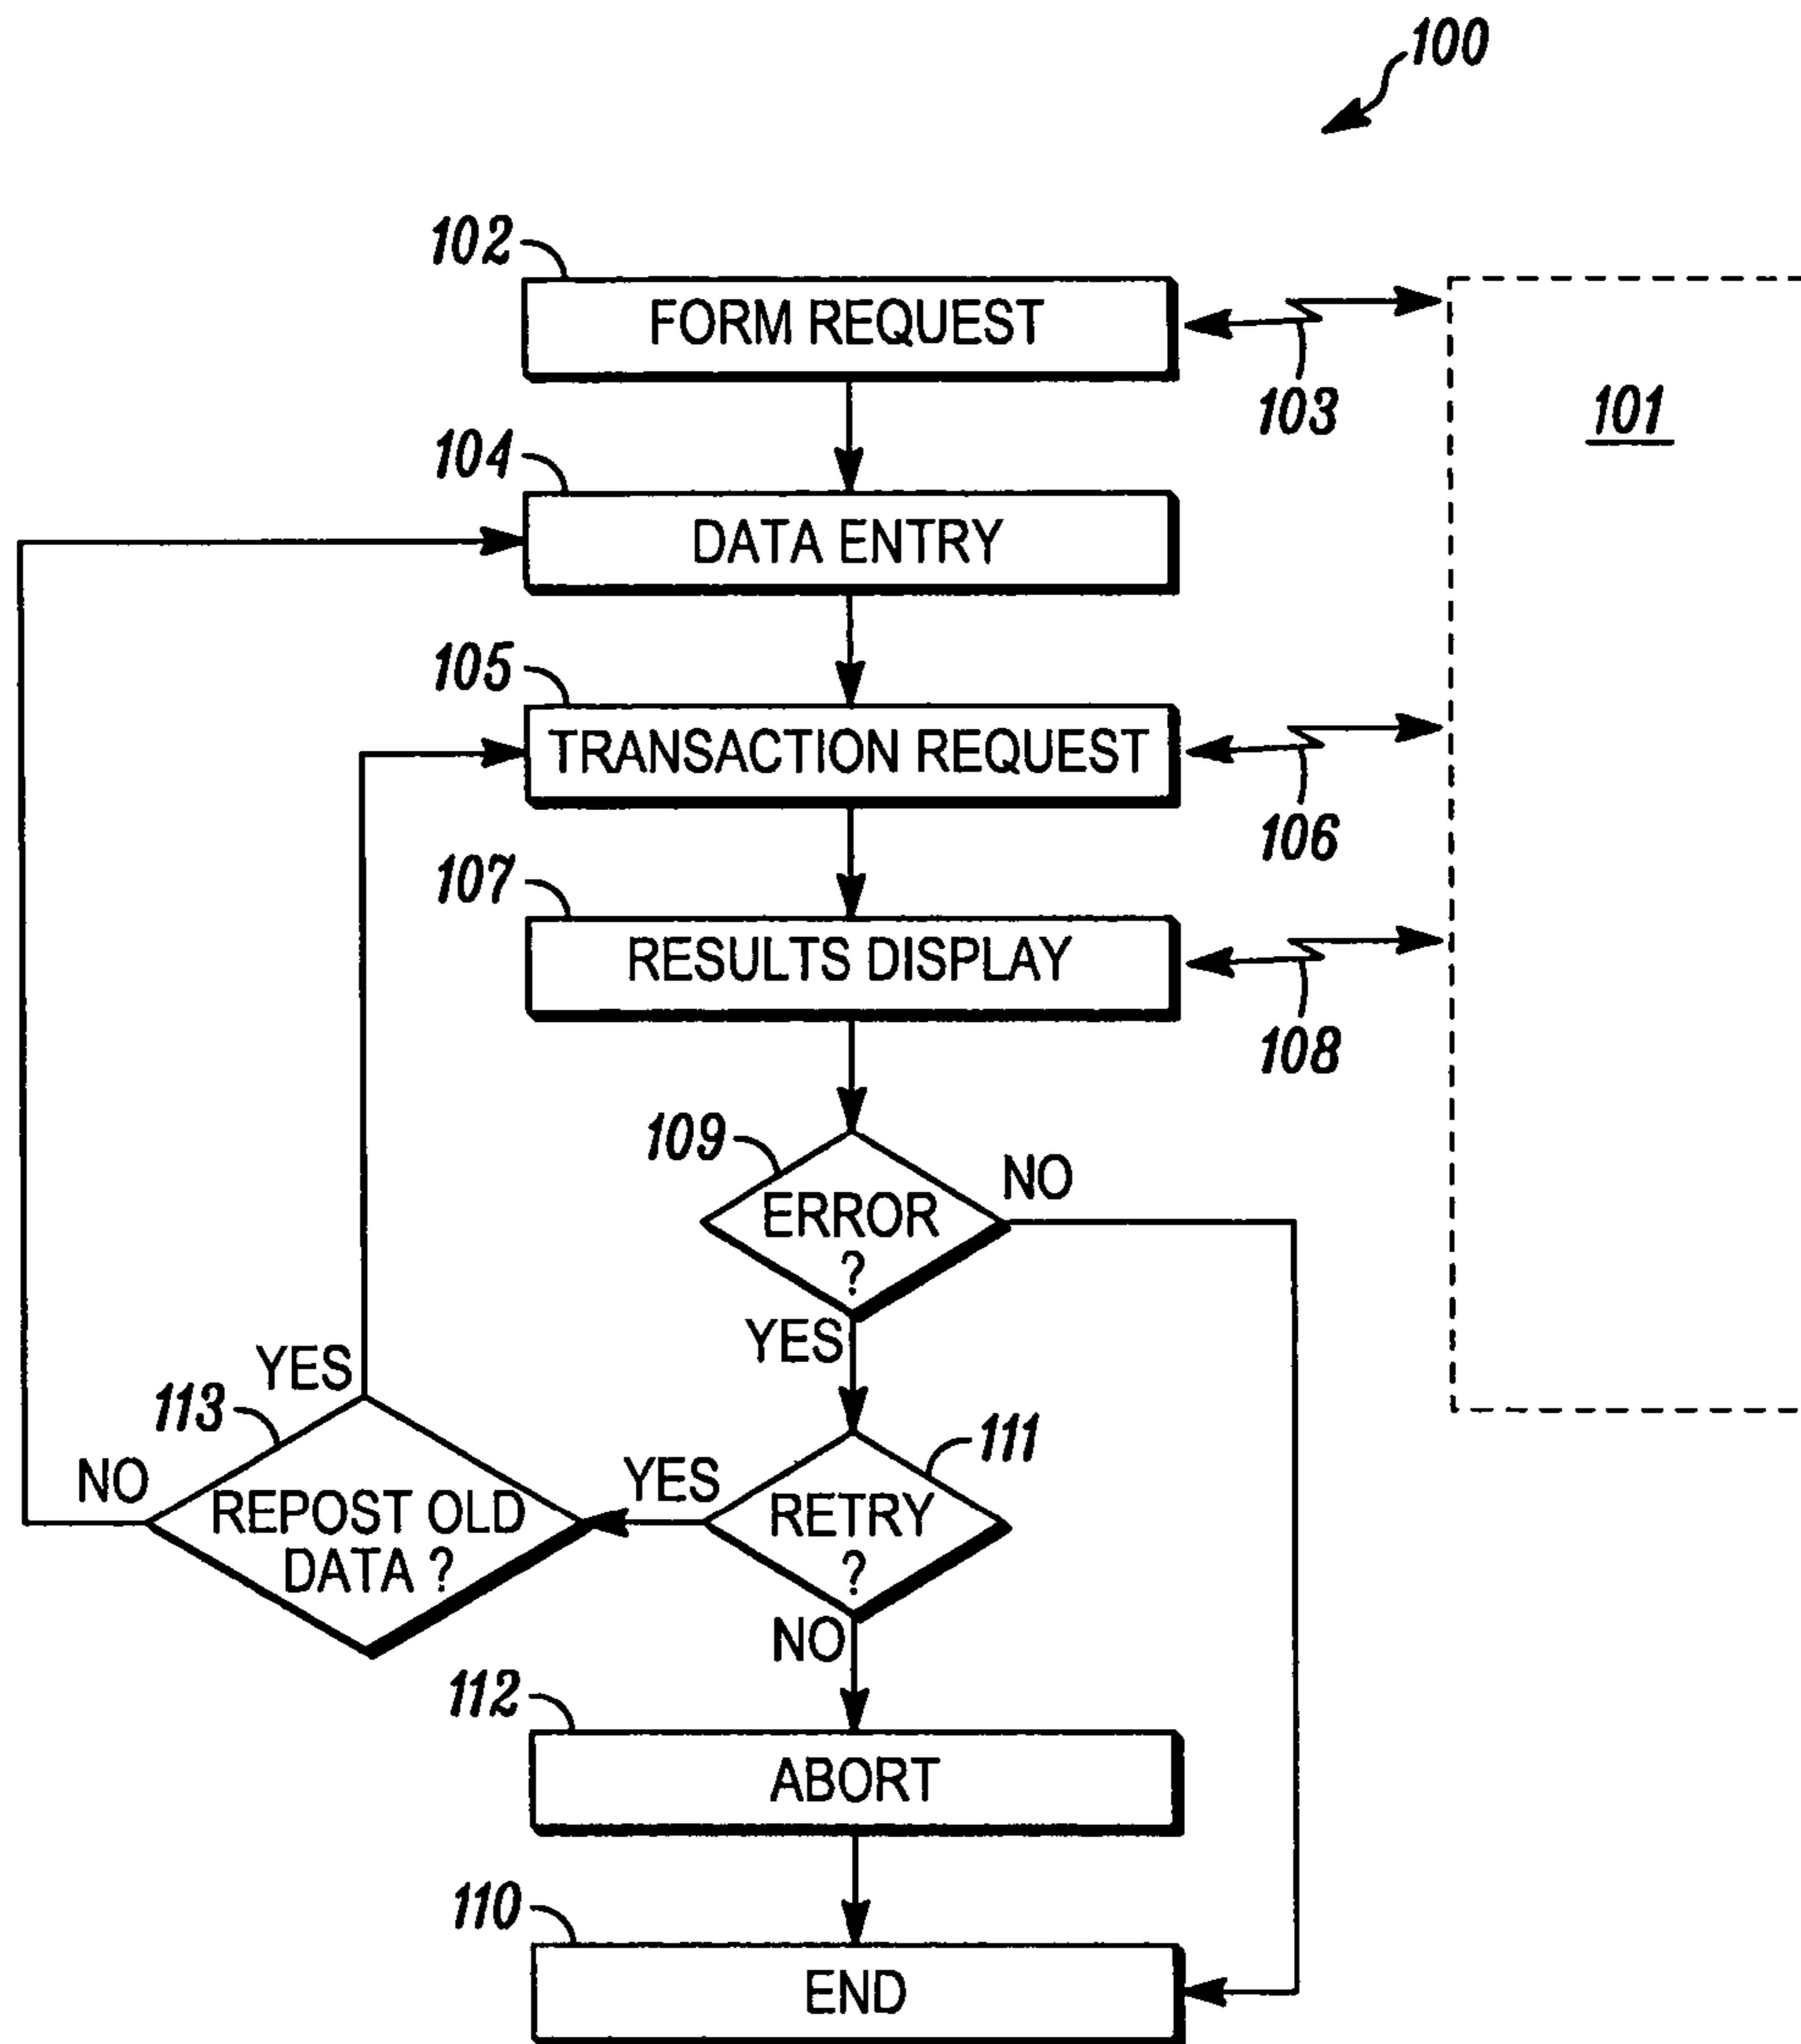 100
102
FORM REQUEST
103
101
104
DATA ENTRY
105
TRANSACTION REQUEST
106
107
RESULTS DISPLAY
108
109
NO
ERROR
?
YES
YES
113
111
NO
YES
REPOST OLD
DATA ?
RETRY
?
NO
112
ABORT
110
END